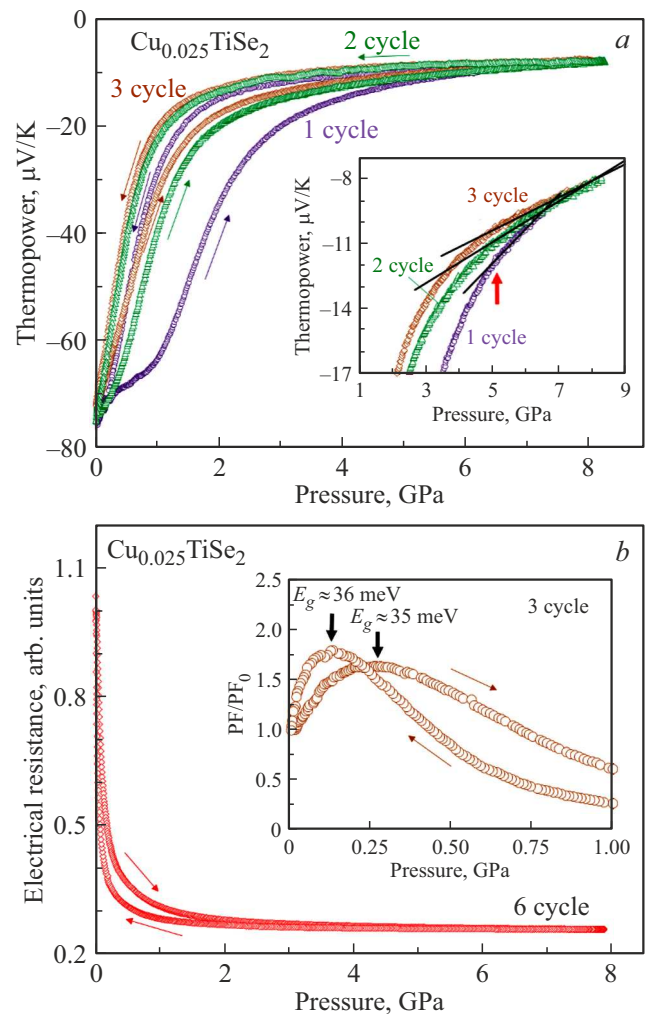 Cu0.025TiSe2
a
2 cycle
3 cycle
1 cycle
Thermopower, μV/K
0
–20
–40
–60
–80
0
2
4
6
8
Pressure, GPa
3 cycle
2 cycle
1 cycle
Thermopower, μV/K
–8
–11
–14
–17
1
3
5
7
9
Pressure, GPa
Cu0.025TiSe2
b
6 cycle
Electrical resistance, arb. units
1.1
0.8
0.5
0.2
0
2
4
6
8
Pressure, GPa
Eg ≈ 36 meV
Eg ≈ 35 meV
3 cycle
PF/PF0
2.5
2.0
1.5
1.0
0.5
0
0
0.25
0.50
0.75
1.00
Pressure, GPa